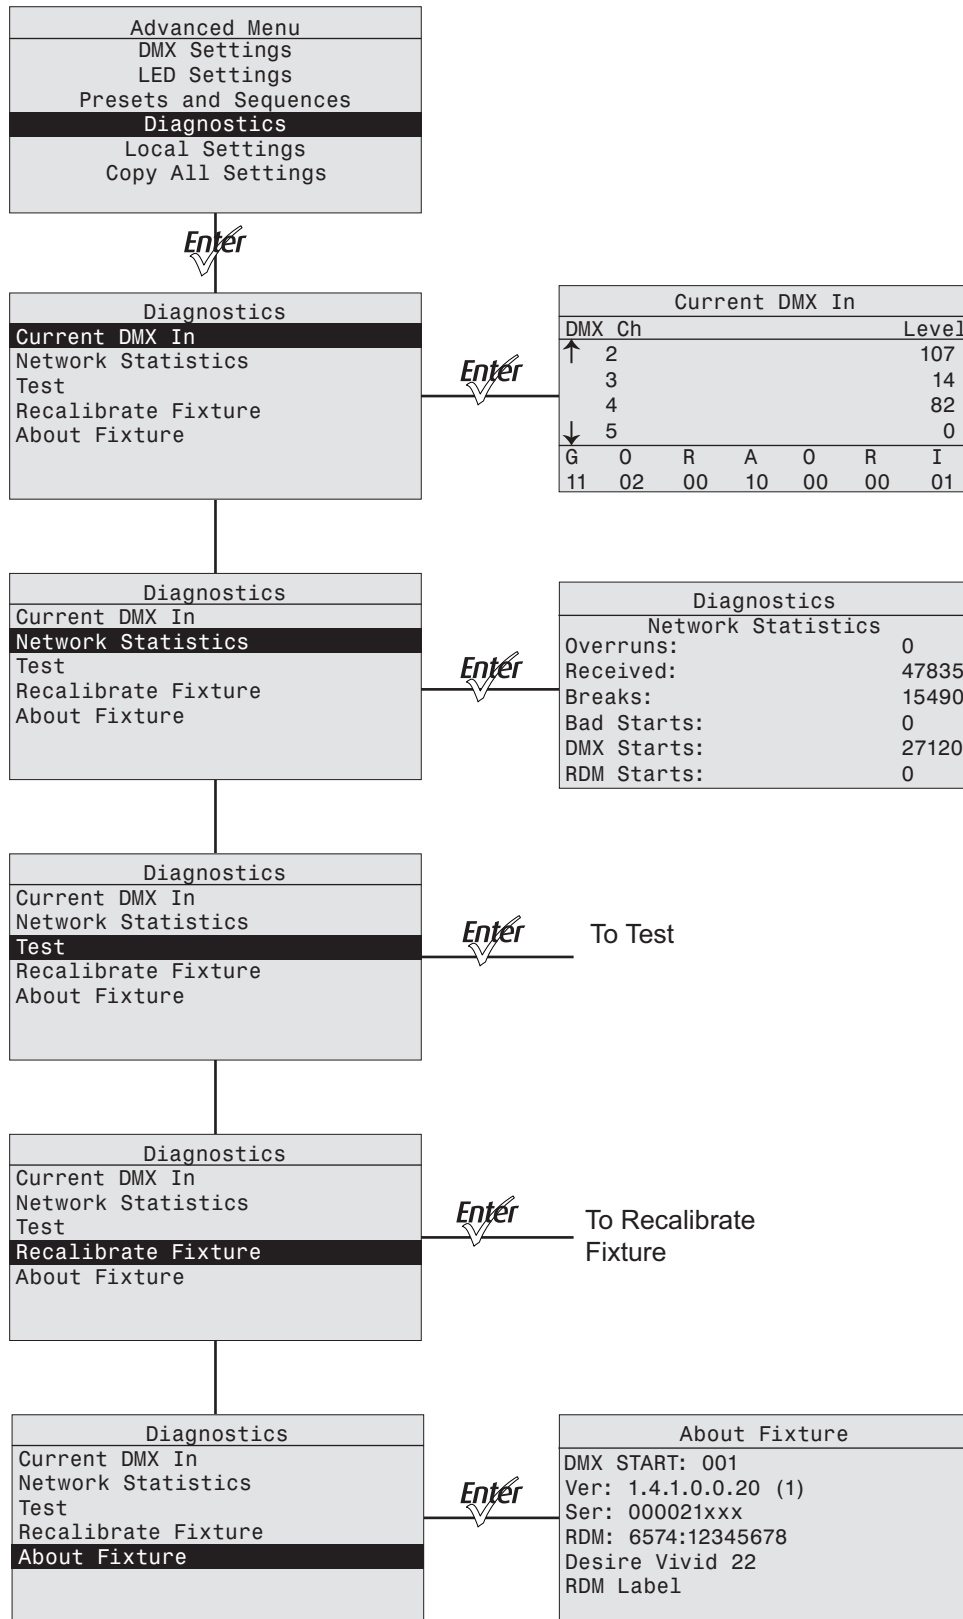 Advanced Menu
DMX Settings
LED Settings
Presets and Sequences
Diagnostics
Local Settings
Copy All Settings
Enter
Diagnostics
Current DMX In
Network Statistics
Test
Recalibrate Fixture
About Fixture
Enter
Current DMX In
DMX Ch Level
↑ 2 107
3 14
4 82
↓ 5 0
G O R A O R I
11 02 00 10 00 00 01
Diagnostics
Current DMX In
Network Statistics
Test
Recalibrate Fixture
About Fixture
Enter
Diagnostics
Network Statistics
Overruns: 0
Received: 47835
Breaks: 15490
Bad Starts: 0
DMX Starts: 27120
RDM Starts: 0
Diagnostics
Current DMX In
Network Statistics
Test
Recalibrate Fixture
About Fixture
Enter
To Test
Diagnostics
Current DMX In
Network Statistics
Test
Recalibrate Fixture
About Fixture
Enter
To Recalibrate
Fixture
Diagnostics
Current DMX In
Network Statistics
Test
Recalibrate Fixture
About Fixture
Enter
About Fixture
DMX START: 001
Ver: 1.4.1.0.0.20 (1)
Ser: 000021xxx
RDM: 6574:12345678
Desire Vivid 22
RDM Label